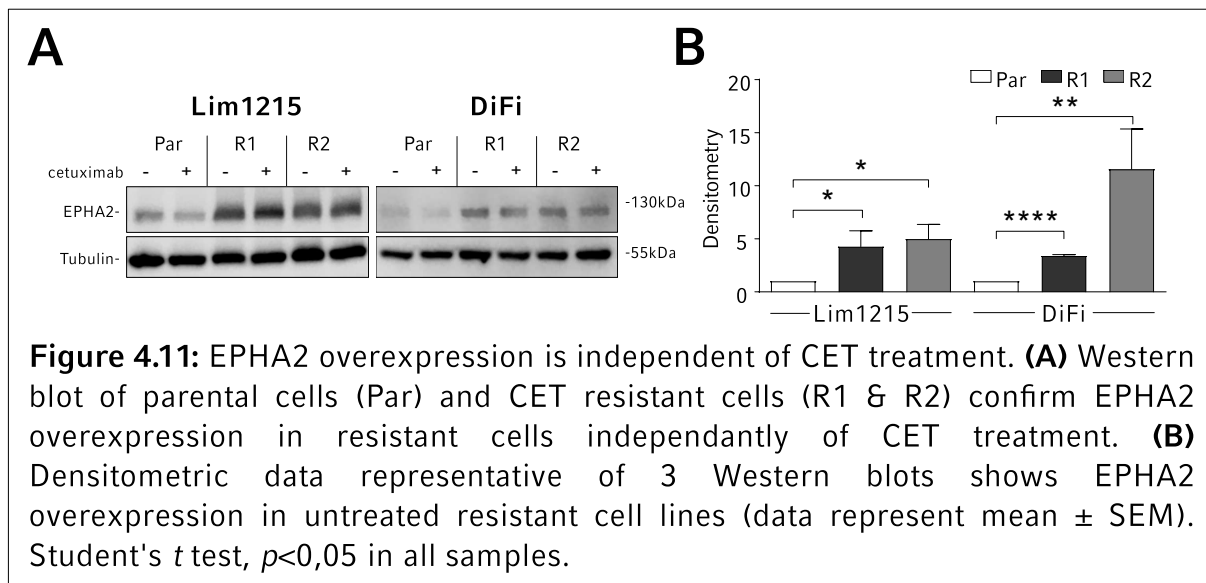 A
B
Lim1215 DiFi
Par R1 R2 Par R1 R2
cetuximab - + - + - + - + - + - +
EPHA2- -130kDa
Tubulin- -55kDa
Par R1 R2
Densitometry
20
15
10
5
0
* * **** **
Lim1215 DiFi
Figure 4.11: EPHA2 overexpression is independent of CET treatment. (A) Western
blot of parental cells (Par) and CET resistant cells (R1 & R2) confirm EPHA2
overexpression in resistant cells independantly of CET treatment. (B)
Densitometric data representative of 3 Western blots shows EPHA2
overexpression in untreated resistant cell lines (data represent mean ± SEM).
Student's t test, p<0,05 in all samples.